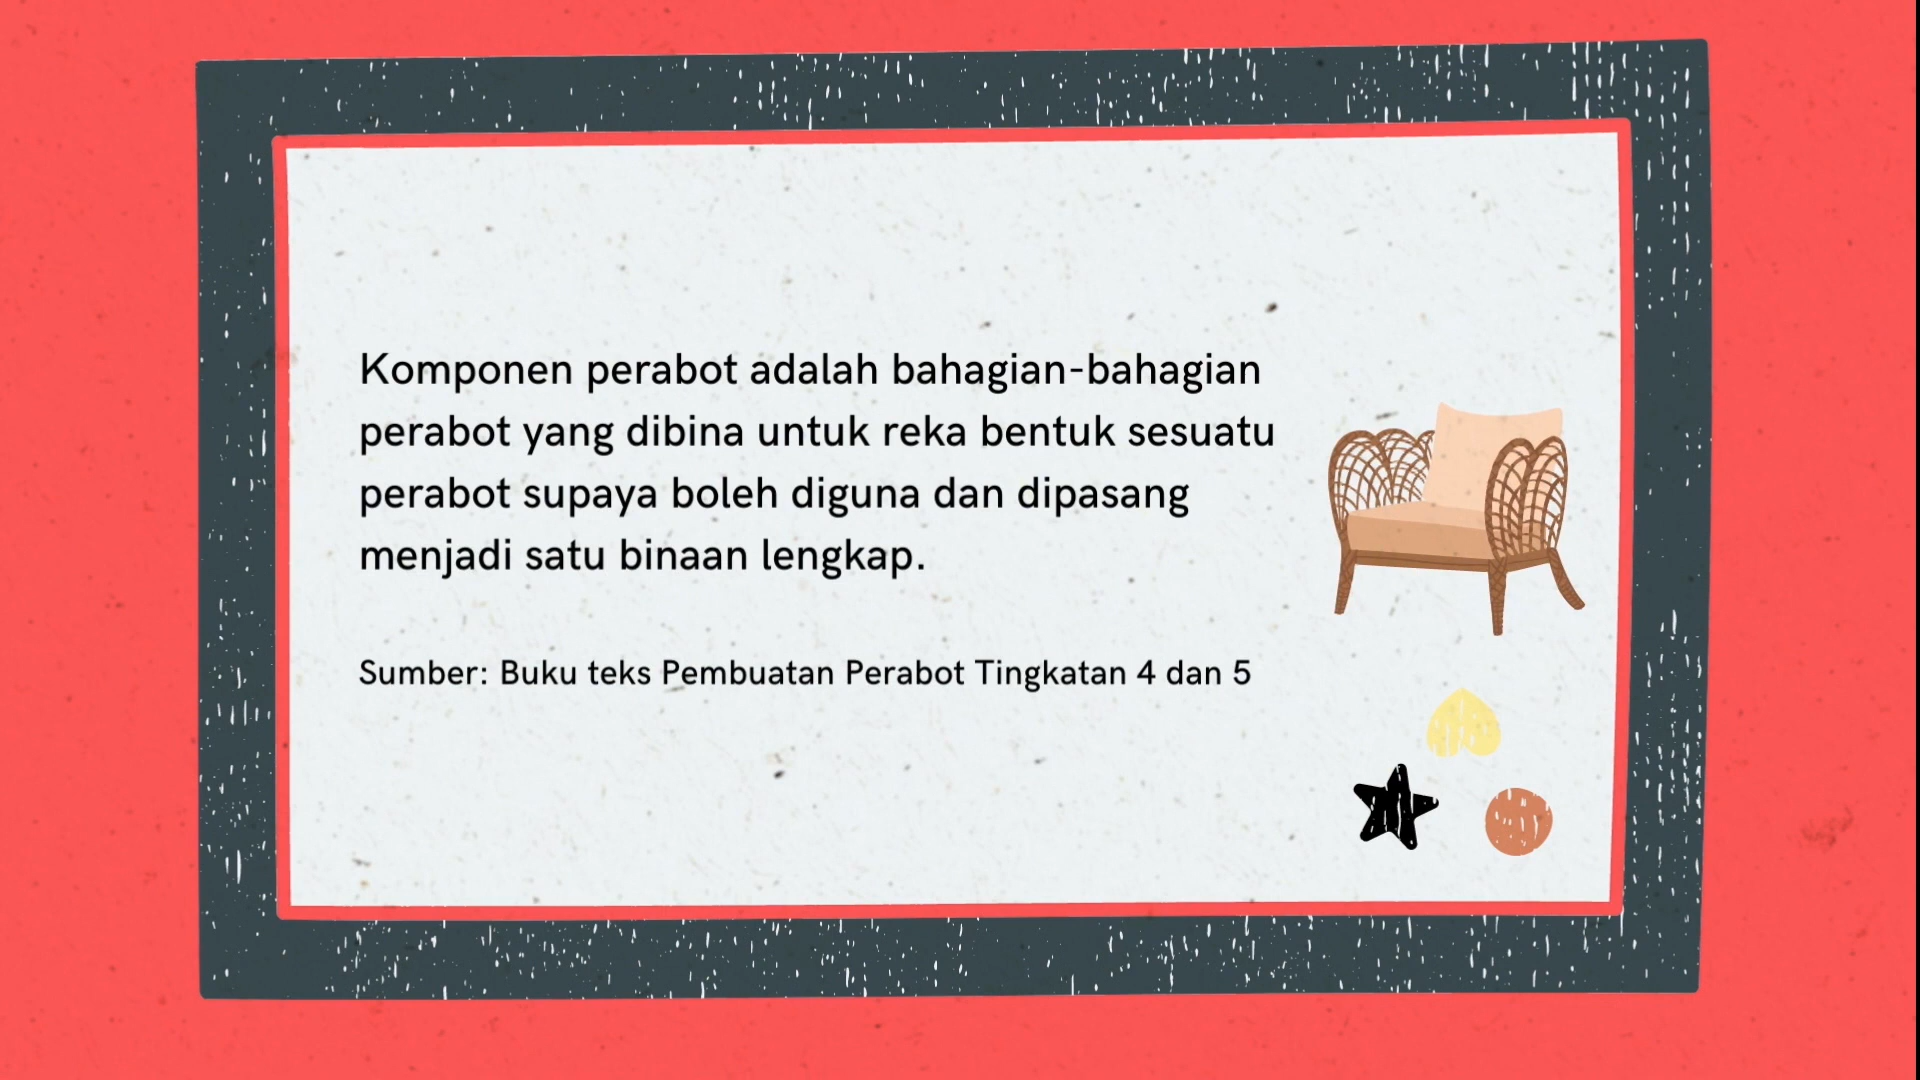 Komponen perabot adalah bahagian-bahagian
perabot yang dibina untuk reka bentuk sesuatu
perabot supaya boleh diguna dan dipasang
menjadi satu binaan lengkap.
Sumber: Buku teks Pembuatan Perabot Tingkatan 4 dan 5